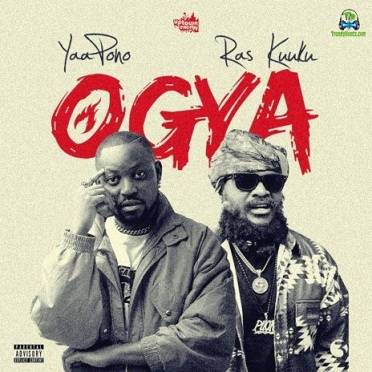 YaaPono
Ras Kuuku
OGYA
PARENTAL
ADVISORY
EXPLICIT CONTENT